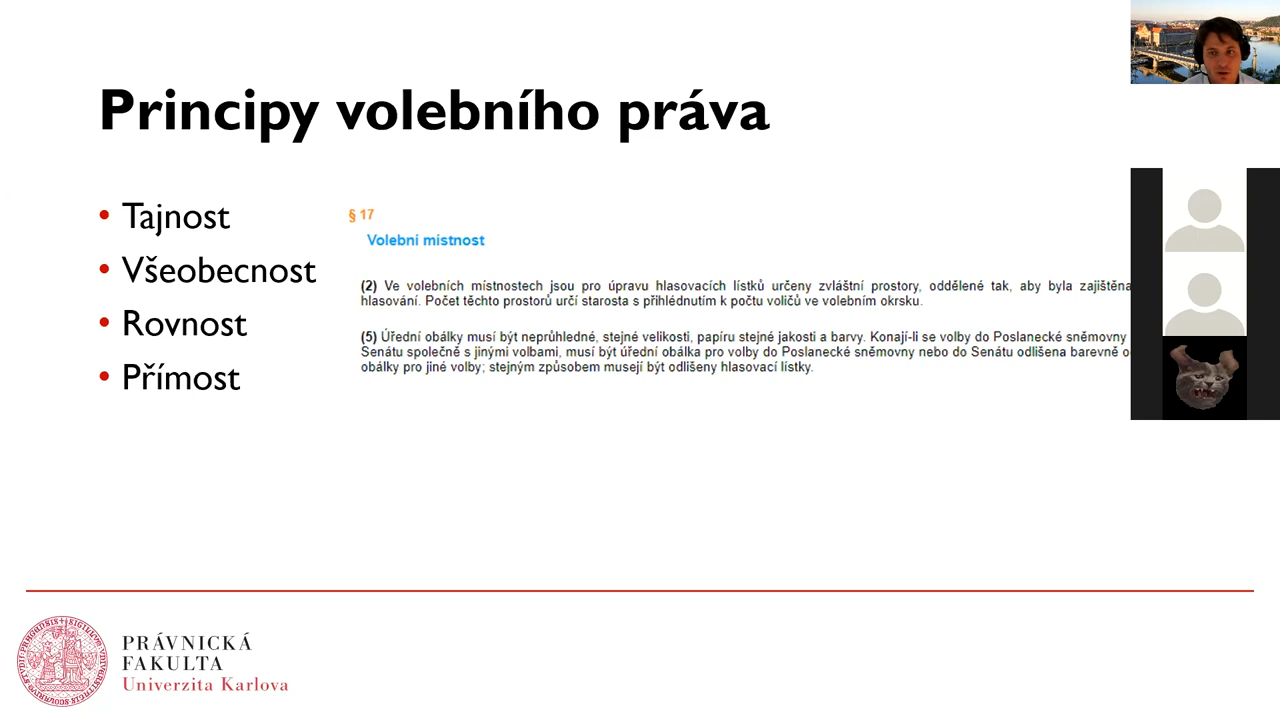 Principy volebního práva
• Tajnost
• Všeobecnost
• Rovnost
• Přímost
§ 17
Volební místnost
(2) Ve volebních místnostech jsou pro úpravu hlasovacích lístků určeny zvláštní prostory, oddělené tak, aby byla zajištěna
hlasování. Počet těchto prostorů určí starosta s přihlédnutím k počtu voličů ve volebním okrsku.
(5) Úřední obálky musí být neprůhledné, stejné velikosti, papíru stejné jakosti a barvy. Konají-li se volby do Poslanecké sněmovny
Senátu společně s jinými volbami, musí být úřední obálka pro volby do Poslanecké sněmovny nebo do Senátu odlišena barevně
obálky pro jiné volby; stejným způsobem musejí být odlišeny hlasovací lístky.
PRÁVNICKÁ
FAKULTA
Univerzita Karlova